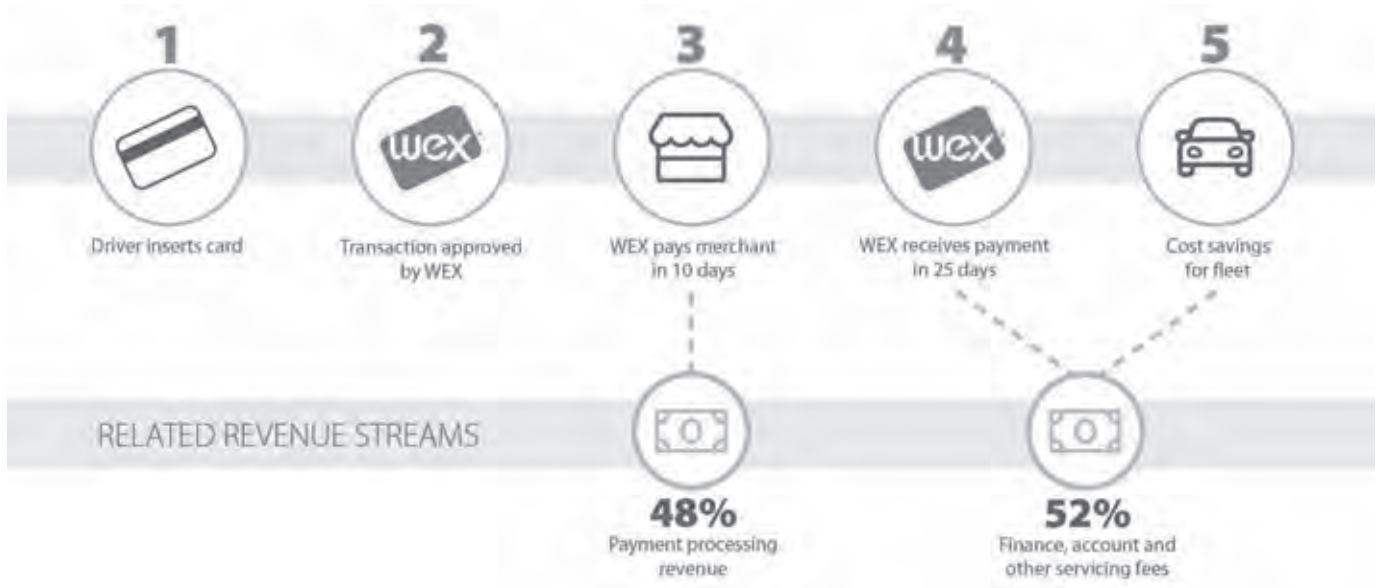 1
2
3
4
5
wex
wex
Driver inserts card
Transaction approved
by WEX
WEX pays merchant
in 10 days
WEX receives payment
in 25 days
Cost savings
for fleet
RELATED REVENUE STREAMS
48%
Payment processing
revenue
52%
Finance, account and
other servicing fees